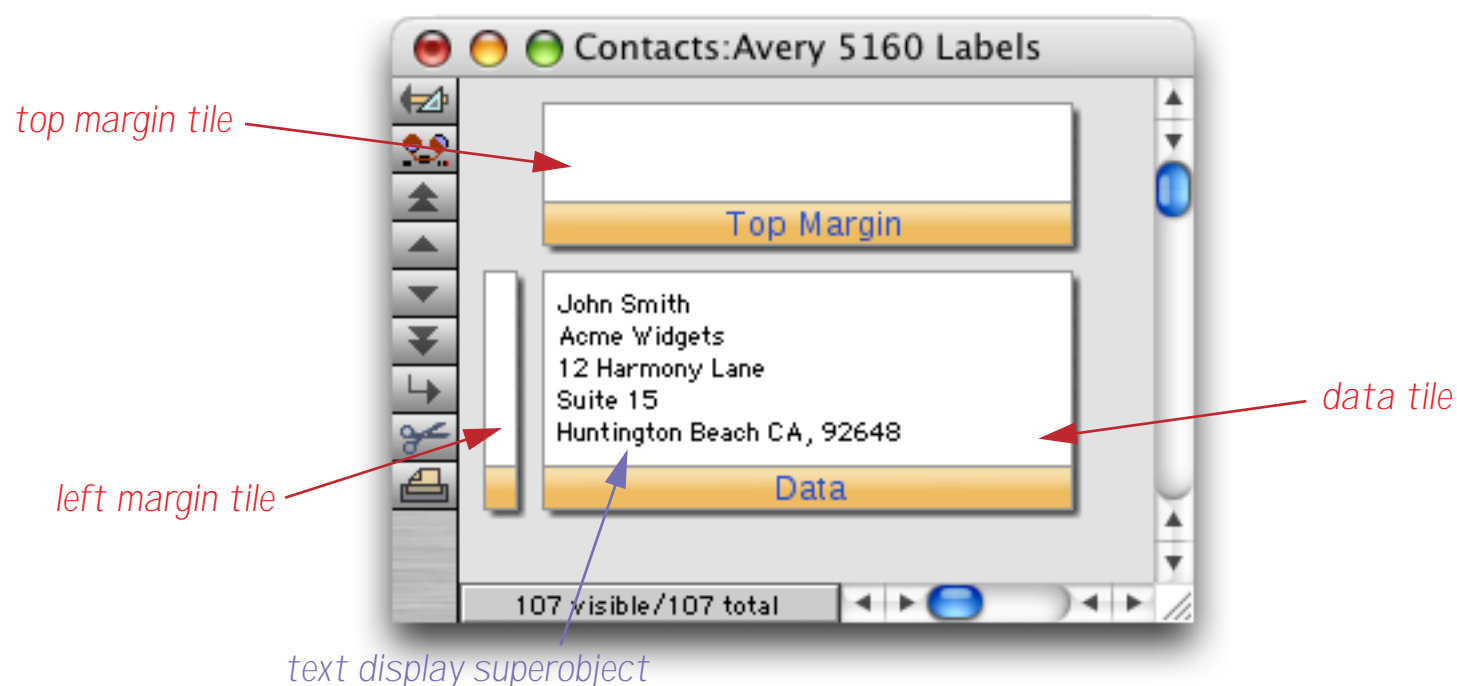 Contacts:Avery 5160 Labels
top margin tile
Top Margin
John Smith
Acme Widgets
12 Harmony Lane
Suite 15
Huntington Beach CA, 92648
data tile
left margin tile
Data
107 visible/107 total
text display superobject